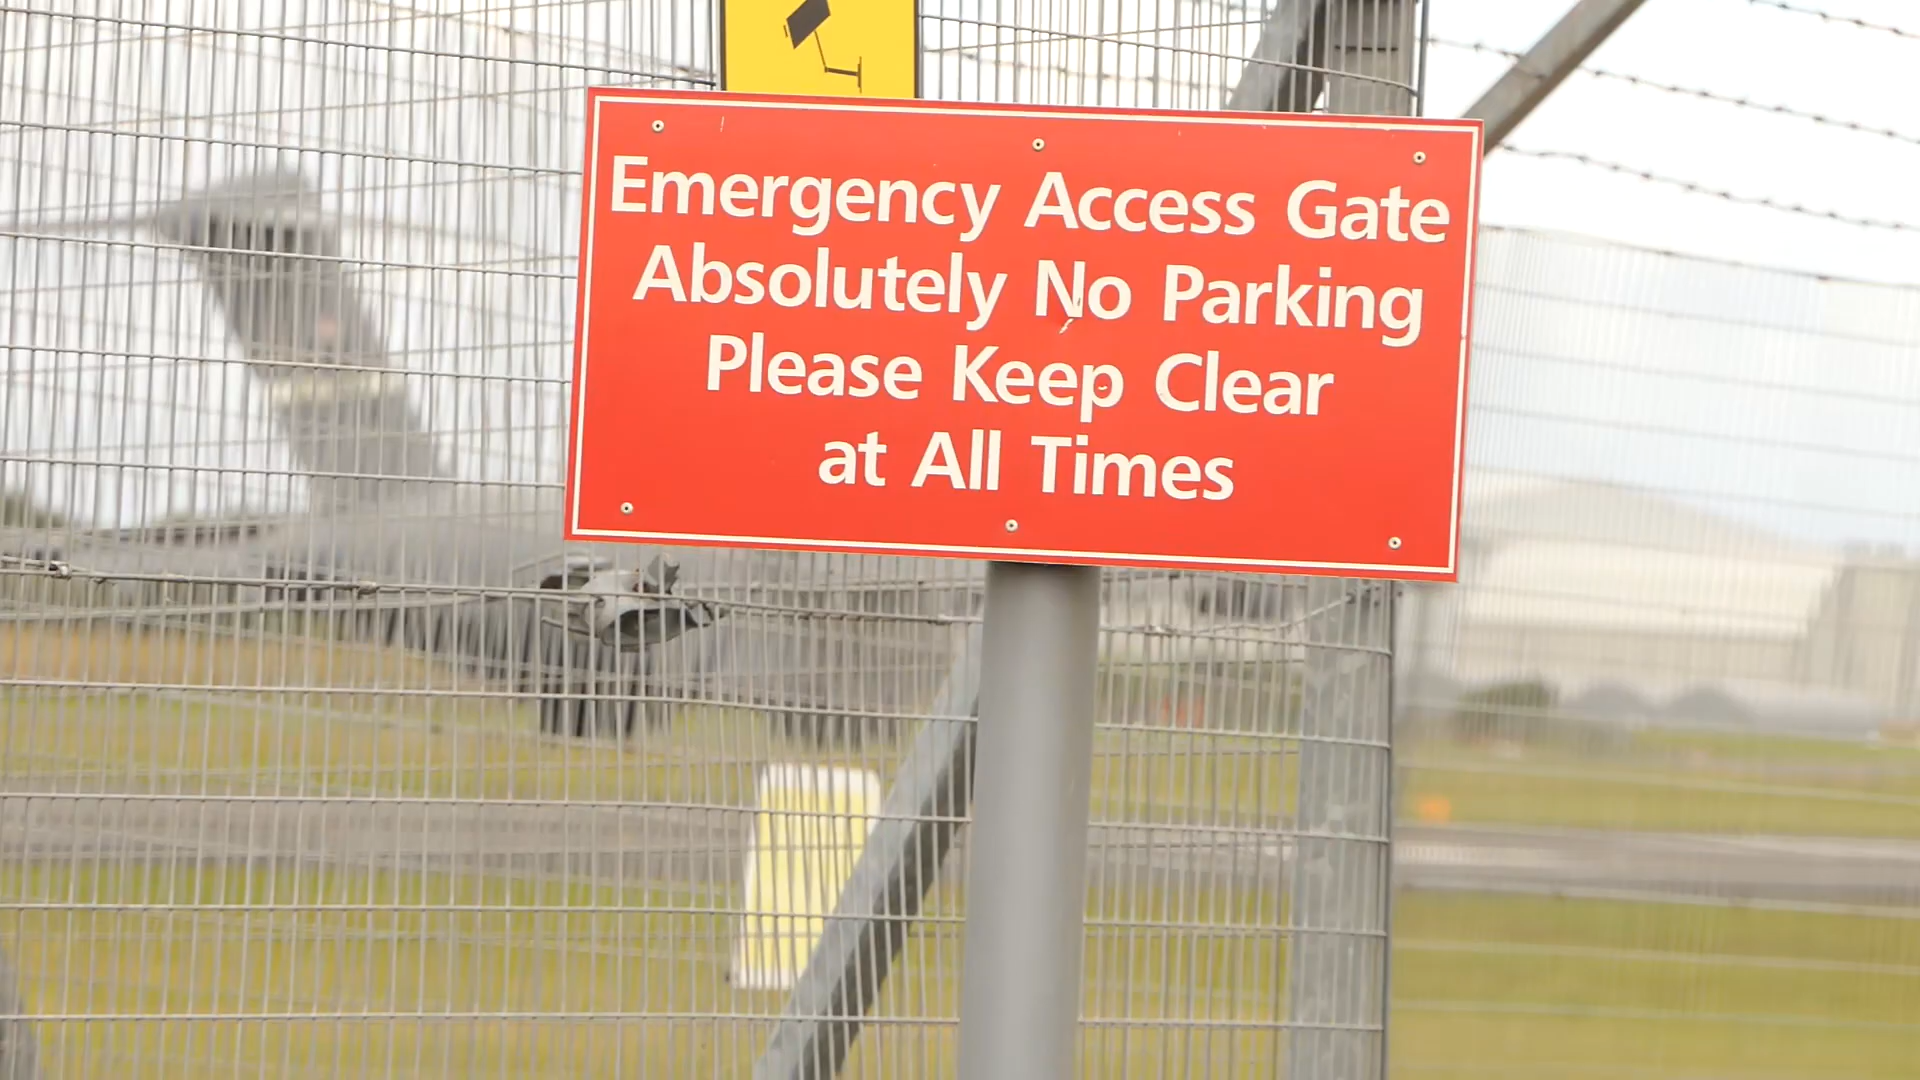 Emergency Access Gate
Absolutely No Parking
Please Keep Clear
at All Times